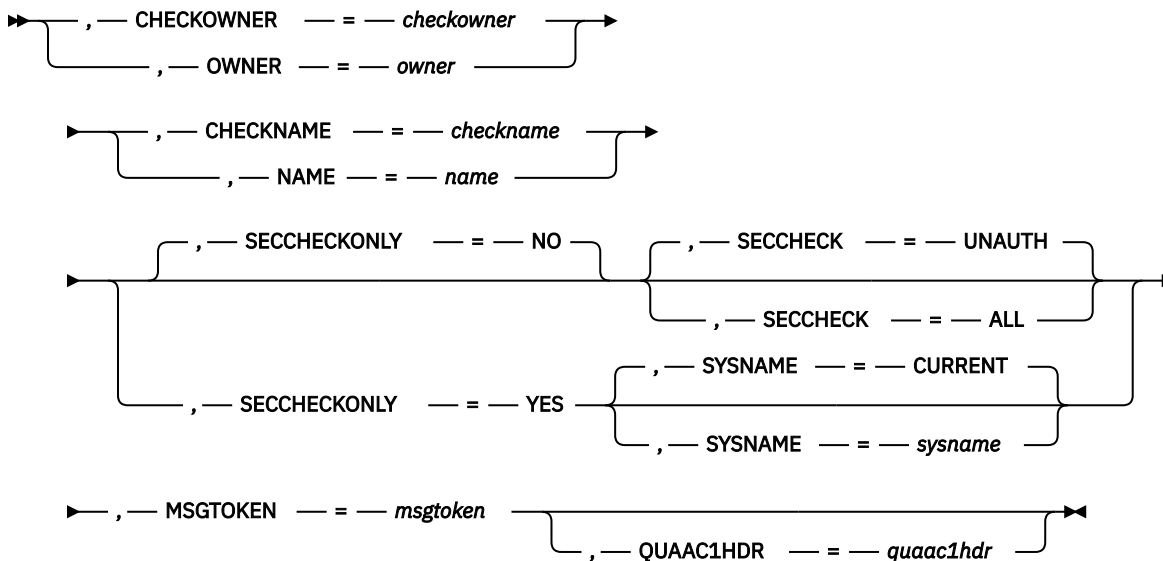 , CHECKOWNER = checkowner
, OWNER = owner
, CHECKNAME = checkname
, NAME = name
, SECCHECKONLY = NO , SECCHECK = UNAUTH
, SECCHECK = ALL
, SYSNAME = CURRENT
, SECCHECKONLY = YES
, SYSNAME = sysname
, MSGTOKEN = msgtoken
, QUAAC1HDR = quaac1hdr